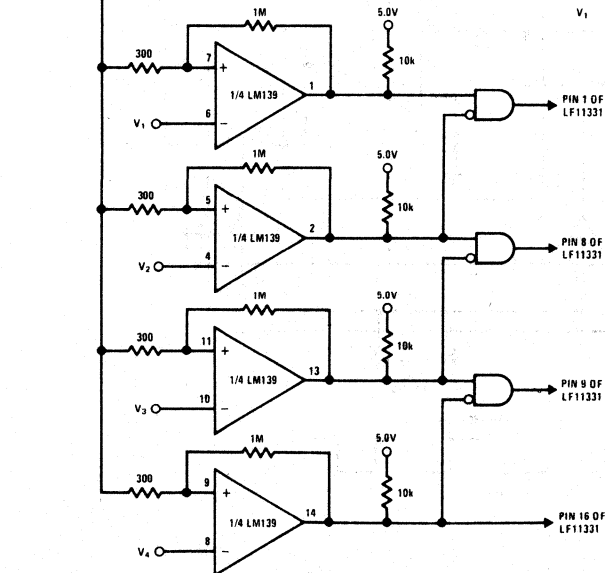 V₁
1M
5.0V
300
7
+
10k
1/4 LM139
1
6
−
V₁
PIN 1 OF
LF11331
1M
5.0V
300
5
+
10k
1/4 LM139
2
4
−
V₂
PIN 8 OF
LF11331
1M
5.0V
300
11
+
10k
1/4 LM139
13
10
−
V₃
PIN 9 OF
LF11331
1M
5.0V
300
9
+
10k
1/4 LM139
14
8
−
V₄
PIN 16 OF
LF11331